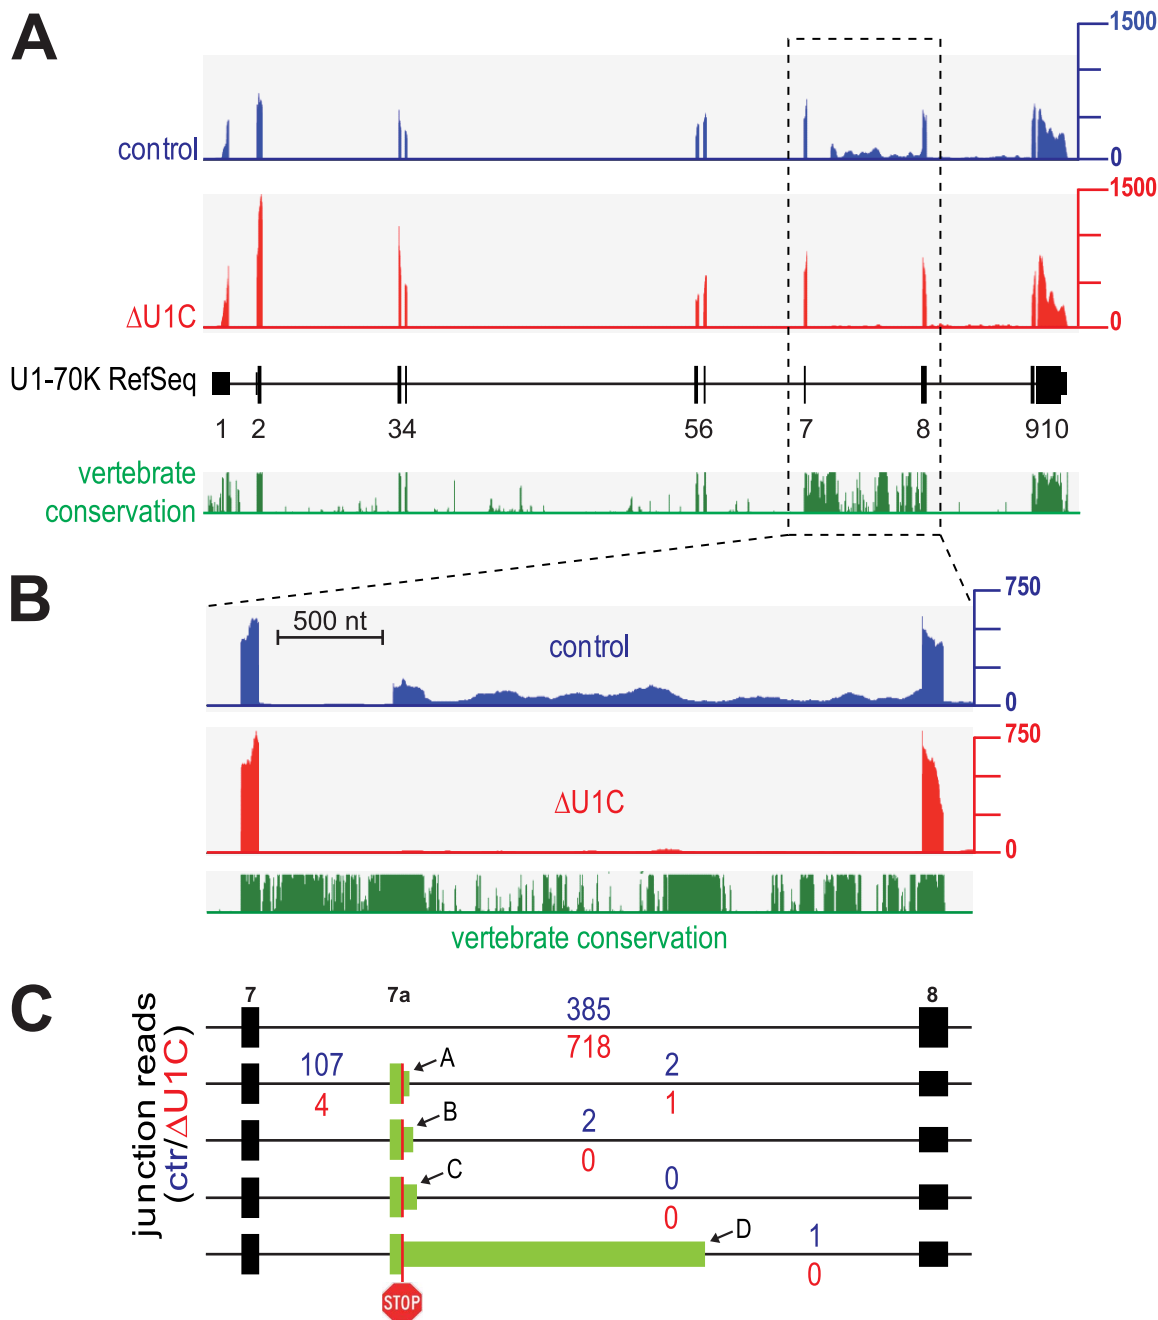 A
1500
control
0
1500
ΔU1C
0
U1-70K RefSeq
1 2 34 56 7 8 910
vertebrate
conservation
B
750
500 nt
control
0
750
ΔU1C
0
vertebrate conservation
C
junction reads
(ctr/ΔU1C)
7 7a 8
385
718
107 A 2
4 1
B 2
0
C 0
0
D 1
0
STOP